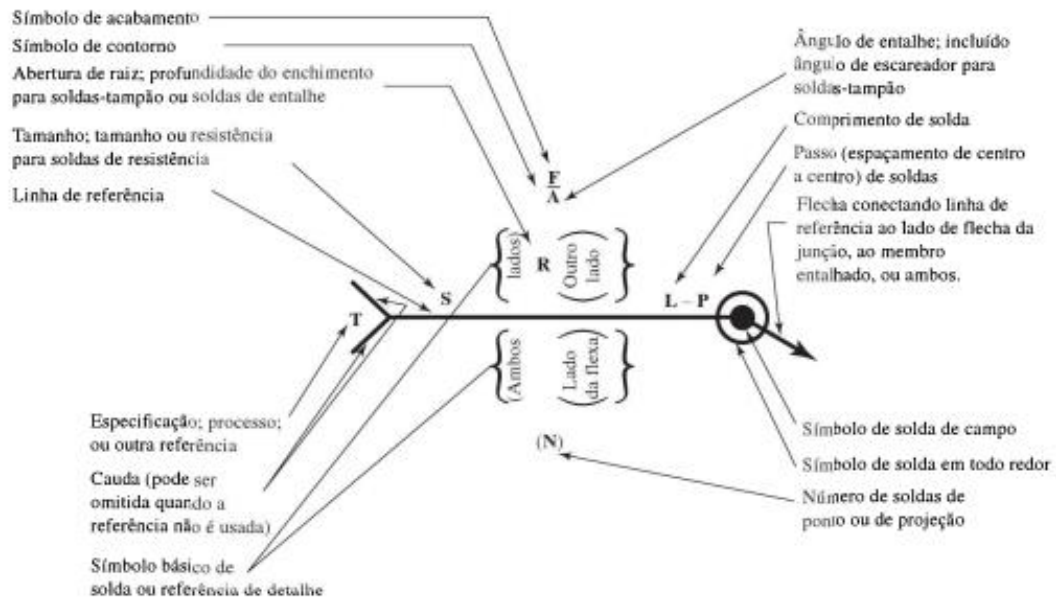 Símbolo de acabamento
Símbolo de contorno
Abertura de raiz; profundidade do enchimento
para soldas-tampão ou soldas de entalhe
Tamanho; tamanho ou resistência
para soldas de resistência
Linha de referência
Ângulo de entalhe; incluído
ângulo de escareador para
soldas-tampão
Comprimento de solda
Passo (espaçamento de centro
a centro) de soldas
Flecha conectando linha de
referência ao lado de flecha da
junção, ao membro
entalhado, ou ambos.
F
A
lados)
R
Outro
lado
S
L – P
T
(Ambos
Lado
da flexa
(N)
Especificação; processo;
ou outra referência
Cauda (pode ser
omitida quando a
referência não é usada)
Símbolo básico de
solda ou referência de detalhe
Símbolo de solda de campo
Símbolo de solda em todo redor
Número de soldas de
ponto ou de projeção